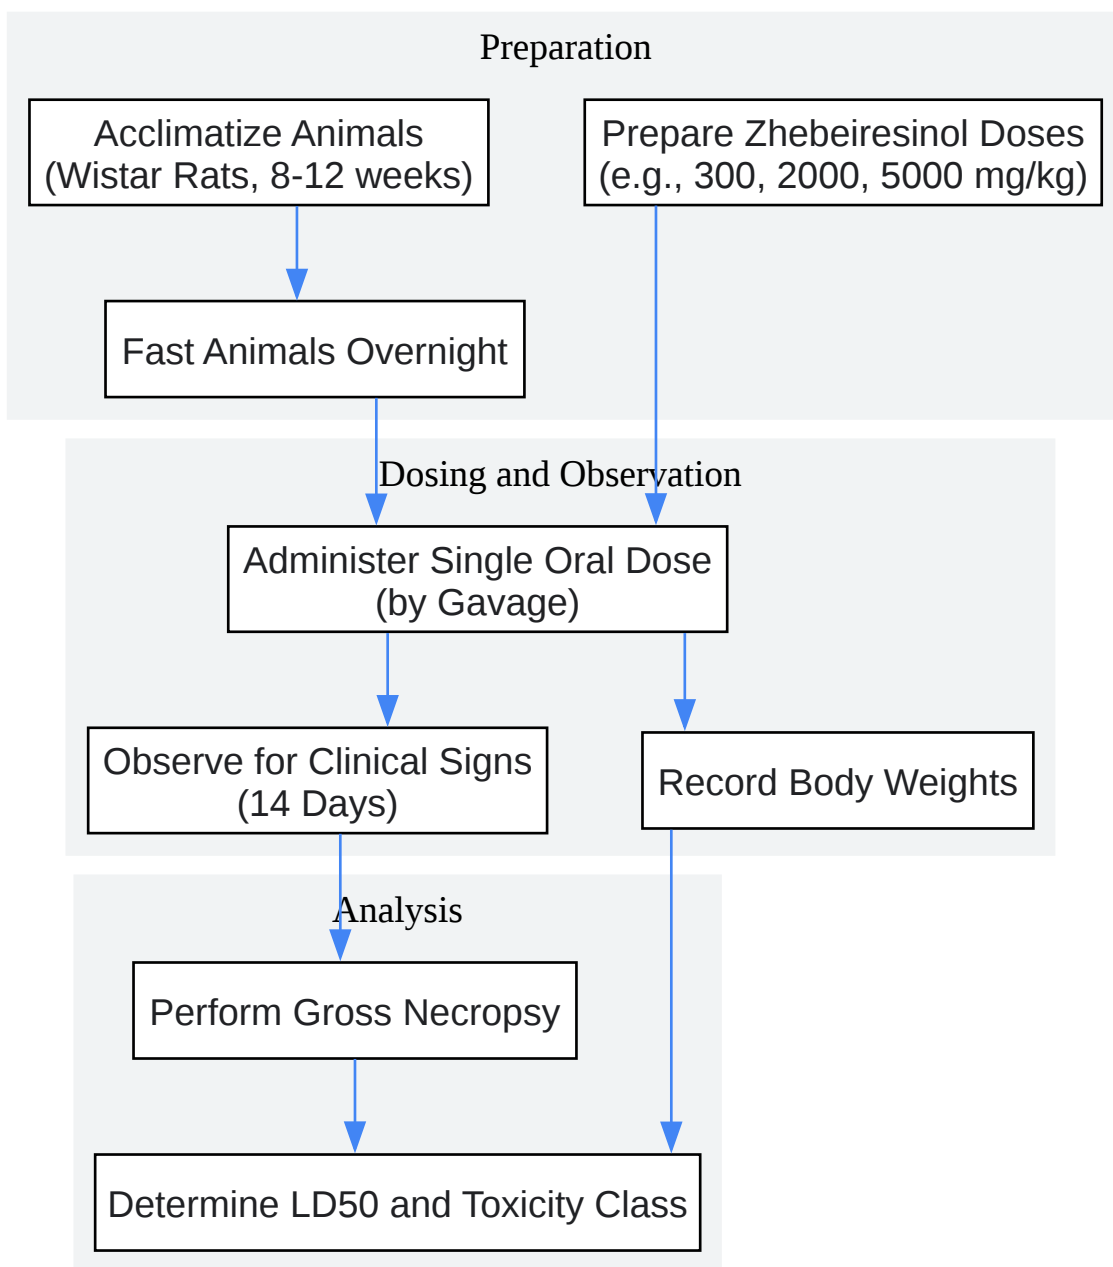 Preparation
Acclimatize Animals
(Wistar Rats, 8-12 weeks)
Prepare Zhebeiresinol Doses
(e.g., 300, 2000, 5000 mg/kg)
Fast Animals Overnight
Dosing and Observation
Administer Single Oral Dose
(by Gavage)
Observe for Clinical Signs
(14 Days)
Record Body Weights
Analysis
Perform Gross Necropsy
Determine LD50 and Toxicity Class